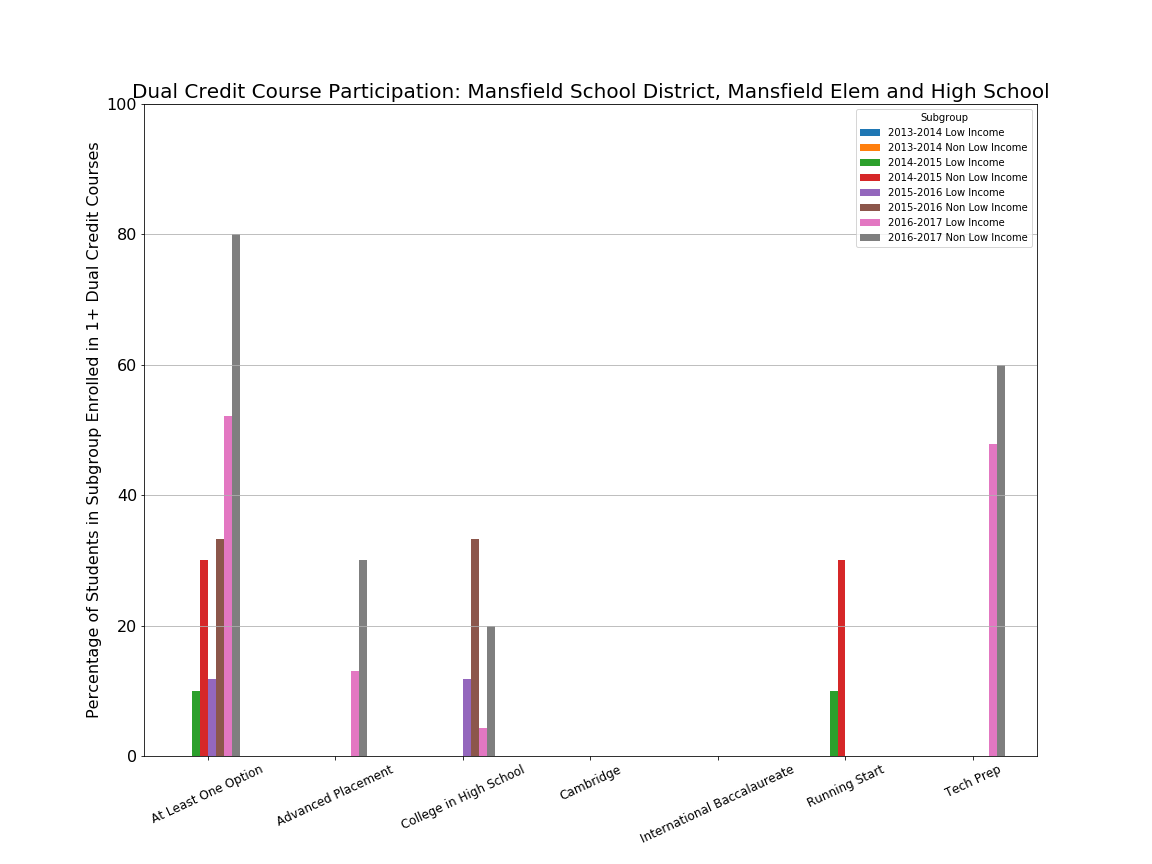 Dual Credit Course Participation: Mansfield School District, Mansfield Elem and High School
Percentage of Students in Subgroup Enrolled in 1+ Dual Credit Courses
100
80
60
40
20
0
Subgroup
2013-2014 Low Income
2013-2014 Non Low Income
2014-2015 Low Income
2014-2015 Non Low Income
2015-2016 Low Income
2015-2016 Non Low Income
2016-2017 Low Income
2016-2017 Non Low Income
At Least One Option
Advanced Placement
College in High School
Cambridge
International Baccalaureate
Running Start
Tech Prep